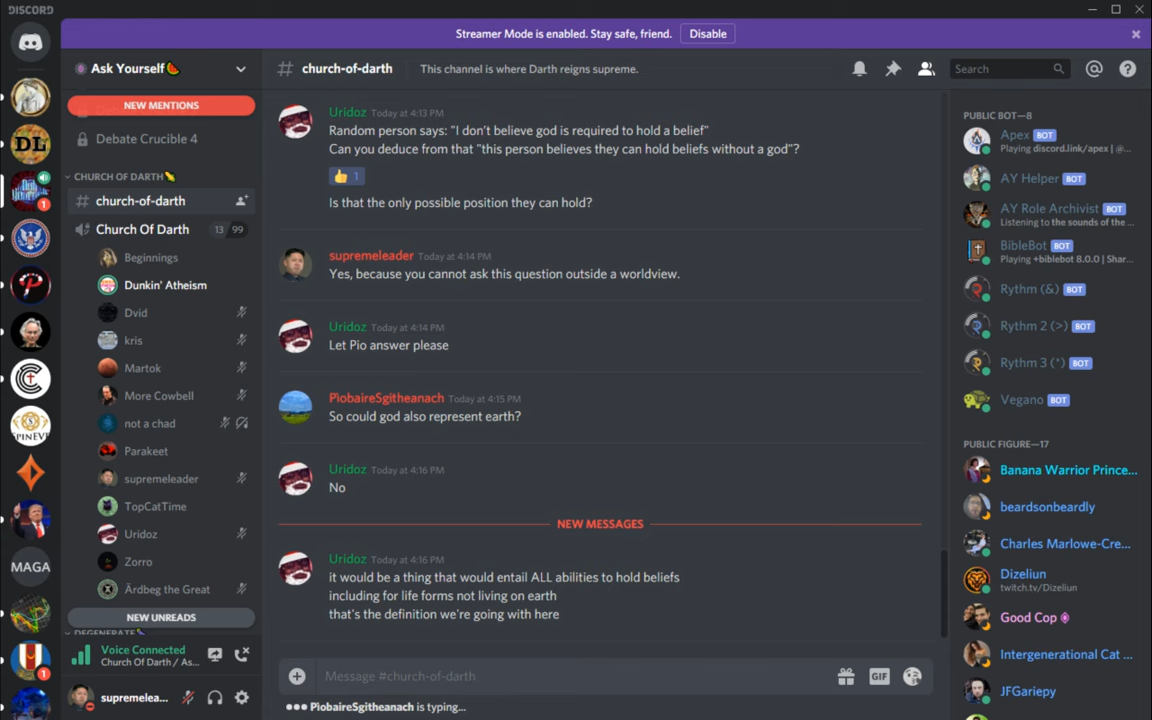 DISCORD
Streamer Mode is enabled. Stay safe, friend. Disable
Ask Yourself🍉
NEW MENTIONS
Debate Crucible 4
CHURCH OF DARTH🌽
church-of-darth
Church Of Darth 13 99
Beginnings
Dunkin' Atheism
Dvid
kris
Martok
More Cowbell
not a chad
Parakeet
supremeleader
TopCatTime
Uridoz
Zorro
Ardbeg the Great
NEW UNREADS
DEGENERATE
Voice Connected
Church Of Darth / As...
supremelea...
DL
1
MAGA
1
# church-of-darth This channel is where Darth reigns supreme.
Search
Uridoz Today at 4:13 PM
Random person says: "I don't believe god is required to hold a belief"
Can you deduce from that "this person believes they can hold beliefs without a god"?
👍 1
Is that the only possible position they can hold?
supremeleader Today at 4:14 PM
Yes, because you cannot ask this question outside a worldview.
Uridoz Today at 4:14 PM
Let Pio answer please
PìobaireSgitheanach Today at 4:15 PM
So could god also represent earth?
Uridoz Today at 4:16 PM
No
NEW MESSAGES
Uridoz Today at 4:16 PM
it would be a thing that would entail ALL abilities to hold beliefs
including for life forms not living on earth
that's the definition we're going with here
Message #church-of-darth
GIF
PìobaireSgitheanach is typing...
PUBLIC BOT—8
Apex BOT
Playing discord.link/apex | @...
AY Helper BOT
AY Role Archivist BOT
Listening to the sounds of the ...
BibleBot BOT
Playing +biblebot 8.0.0 | Shar...
Rythm (&) BOT
Rythm 2 (>) BOT
Rythm 3 (*) BOT
Vegano BOT
PUBLIC FIGURE—17
Banana Warrior Prince...
beardsonbeardly
Charles Marlowe-Cre...
Dizeliun
twitch.tv/Dizeliun
Good Cop
Intergenerational Cat ...
JFGariepy